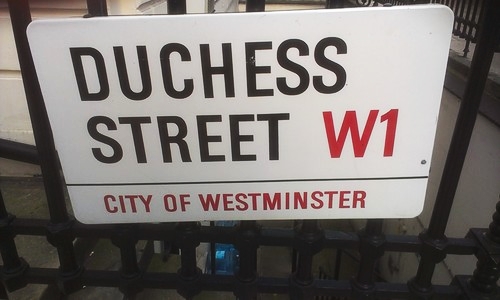 DUCHESS
STREET W1
CITY OF WESTMINSTER